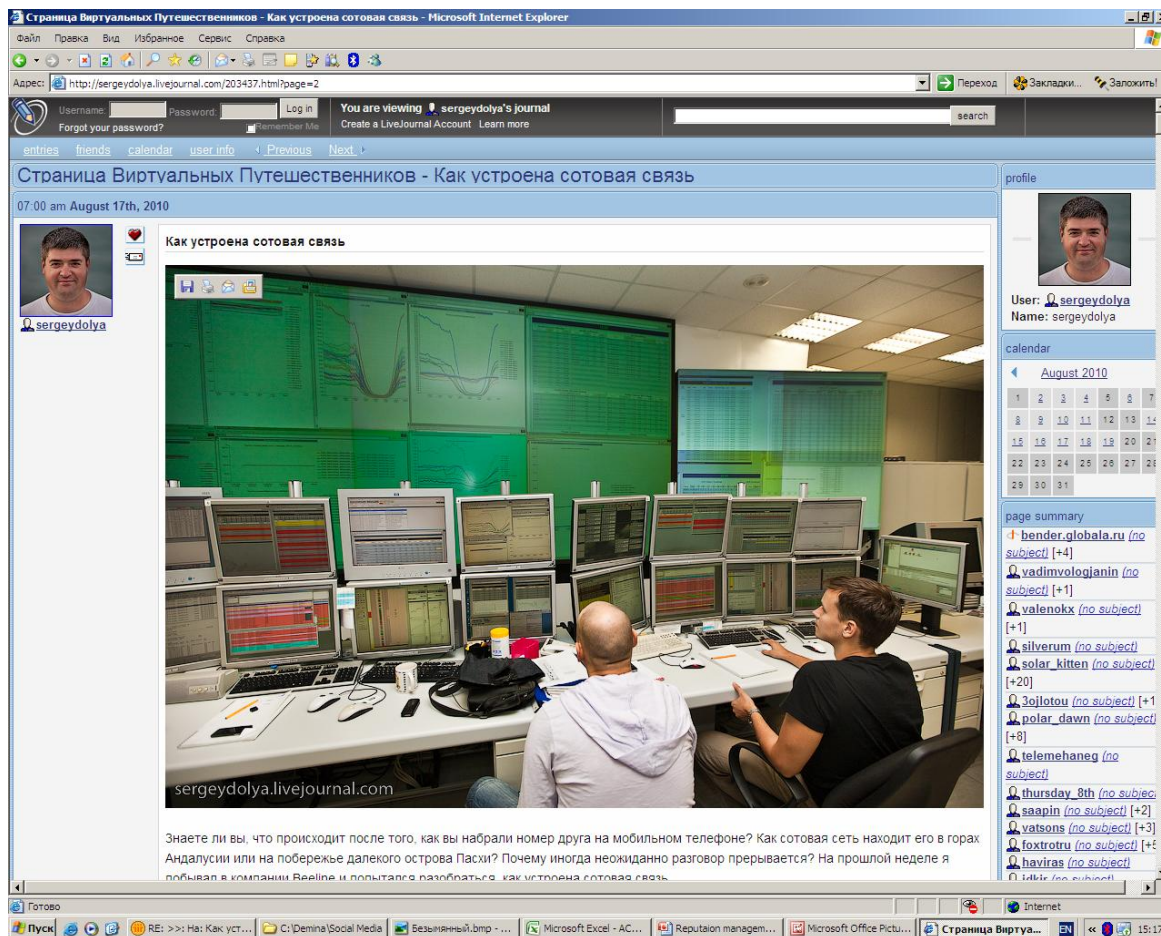 Страница Виртуальных Путешественников - Как устроена сотовая связь - Microsoft Internet Explorer
Файл Правка Вид Избранное Сервис Справка
Адрес: http://sergeydolya.livejournal.com/203437.html?page=2 Переход Закладки... Заложить!
Username: Password: Log in You are viewing sergeydolya's journal search
Forgot your password? Remember Me Create a LiveJournal Account Learn more
entries friends calendar user info Previous Next
Страница Виртуальных Путешественников - Как устроена сотовая связь
07:00 am August 17th, 2010
sergeydolya
Как устроена сотовая связь
sergeydolya.livejournal.com
Знаете ли вы, что происходит после того, как вы набрали номер друга на мобильном телефоне? Как сотовая сеть находит его в горах
Андалусии или на побережье далекого острова Пасхи? Почему иногда неожиданно разговор прерывается? На прошлой неделе я
побывал в компании Beeline и попытался разобраться, как устроена сотовая связь
profile
User: sergeydolya
Name: sergeydolya
calendar
August 2010
1 2 3 4 5 6 7
8 9 10 11 12 13 14
15 16 17 18 19 20 21
22 23 24 25 26 27 28
29 30 31
page summary
bender.globala.ru (no
subject) [+4]
vadimvologjanin (no
subject) [+1]
valenokx (no subject)
[+1]
silverum (no subject)
solar_kitten (no subject)
[+20]
3ojlotou (no subject) [+1
polar_dawn (no subject)
[+8]
telemehaneg (no
subject)
thursday_8th (no subjec
saapin (no subject) [+2]
vatsons (no subject) [+3]
foxtrotru (no subject) [+5
haviras (no subject)
idkir (no subject)
Готово Internet
Пуск RE: >>: На: Как уст... C:\Demina\Social Media Безымянный.bmp - ... Microsoft Excel - AC... Reputaion managem... Microsoft Office Pictu... Страница Виртуа... EN « 15:17